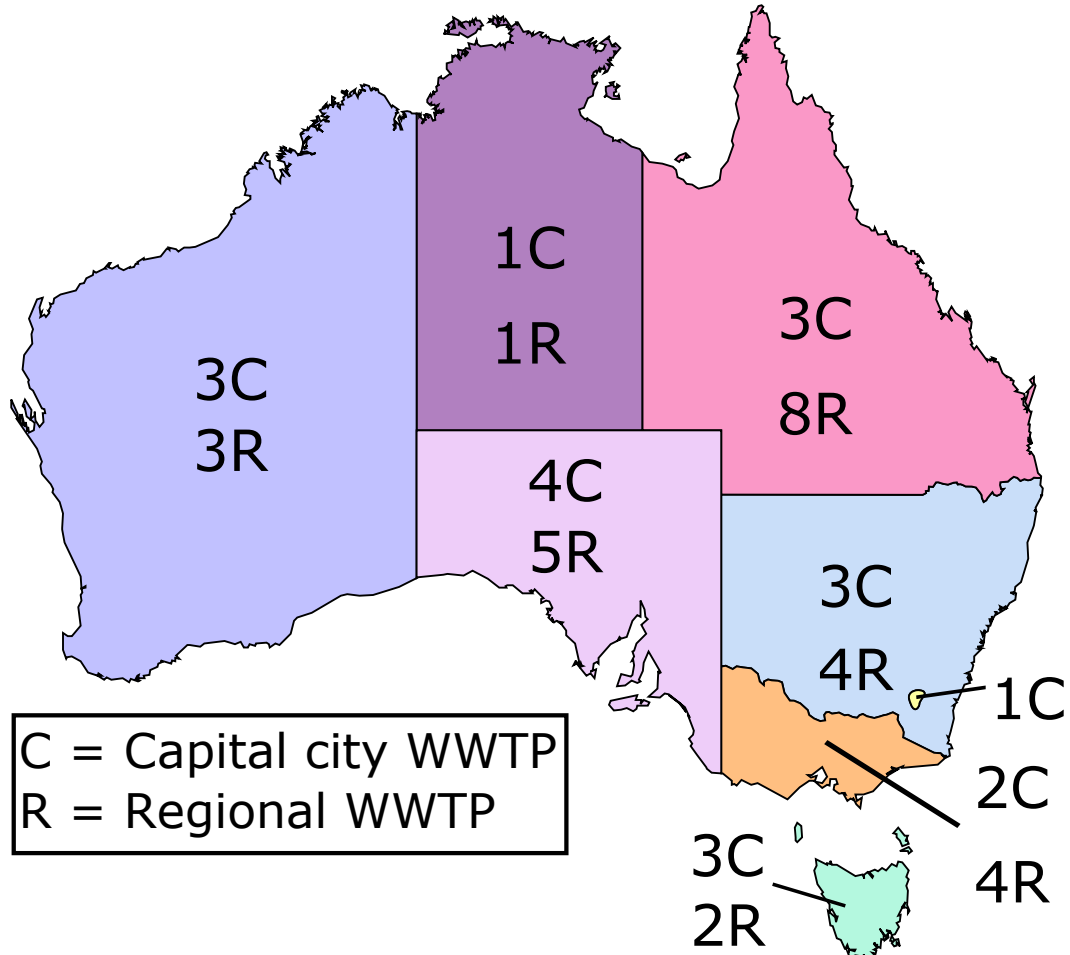 1C
1R
3C
8R
3C
3R
4C
5R
3C
4R
1C
2C
4R
3C
2R
C = Capital city WWTP
R = Regional WWTP